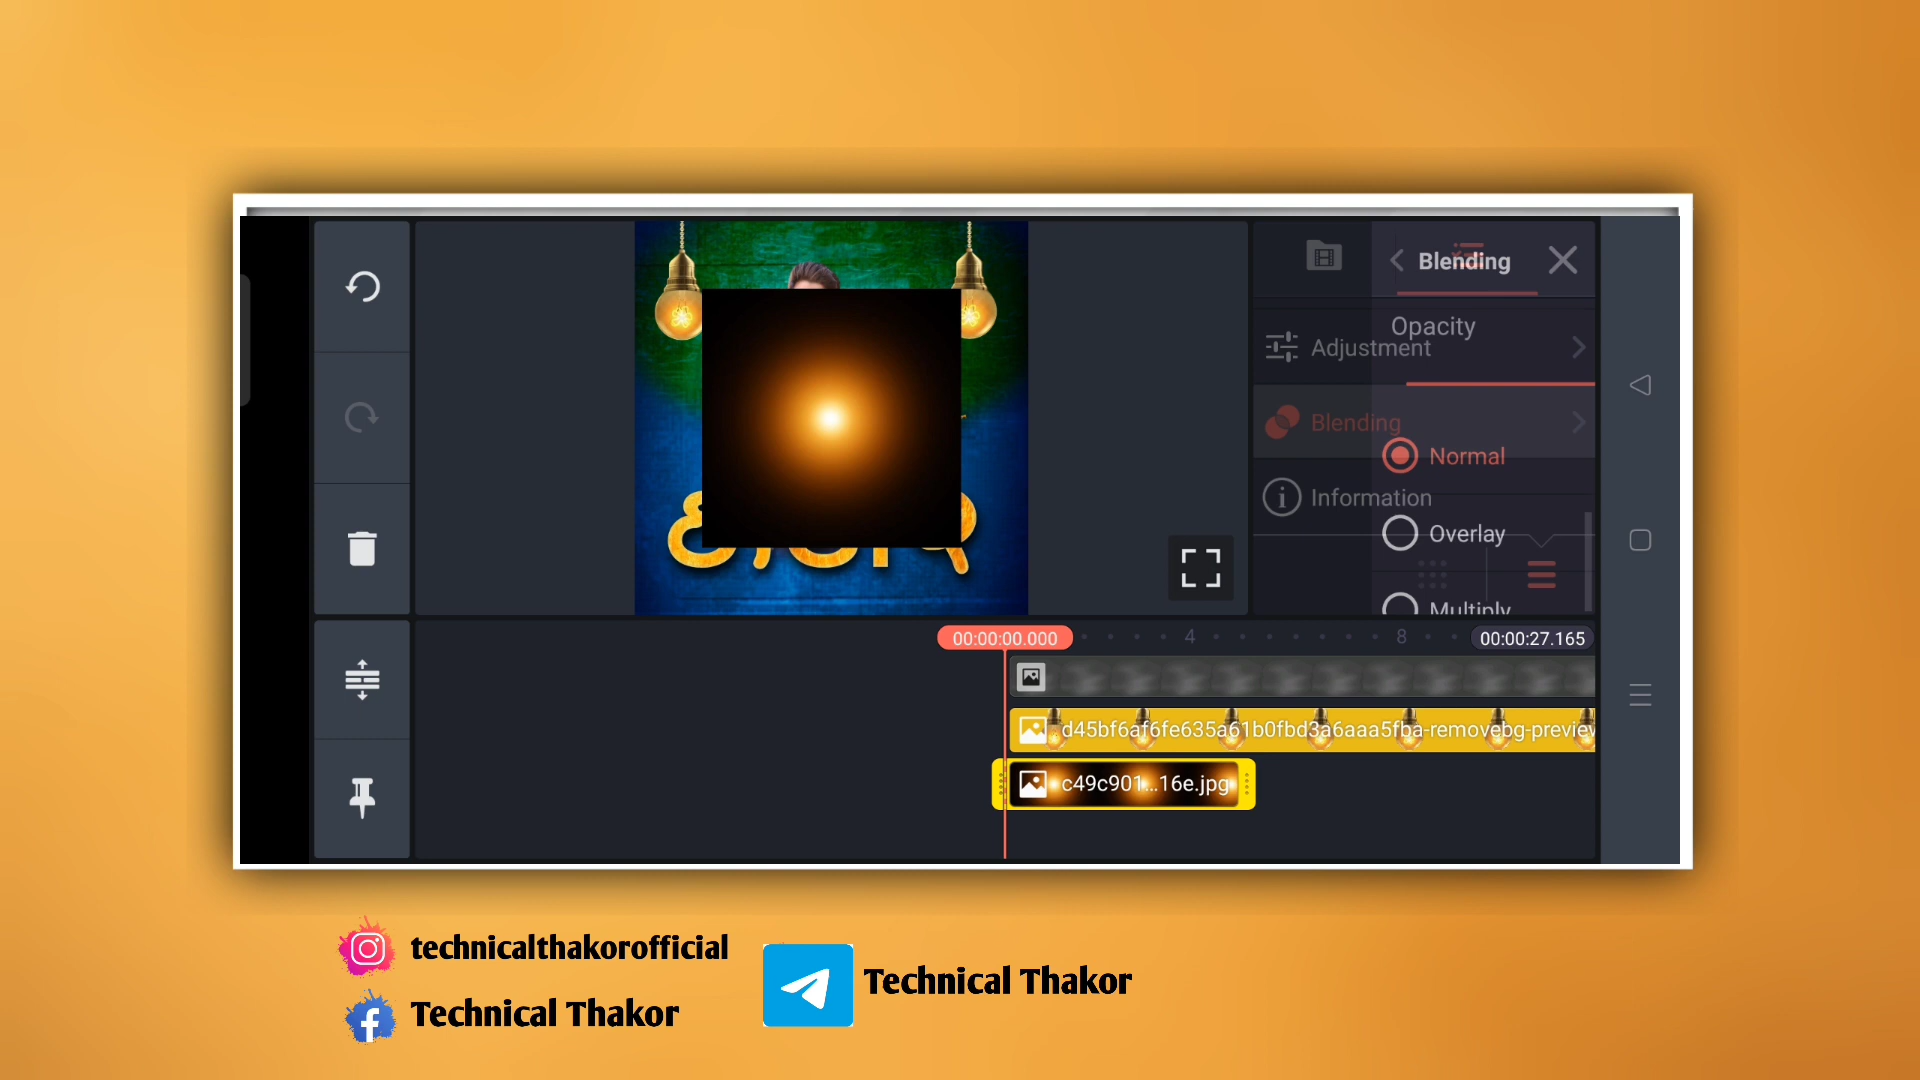 Blending
Opacity
Adjustment
Blending
Normal
Information
Overlay
Multiply
00:00:00.000
4
8
00:00:27.165
d45bf6af6fe635a61b0fbd3a6aaa5fba-removebg-preview
c49c901...16e.jpg
technicalthakorofficial
Technical Thakor
Technical Thakor